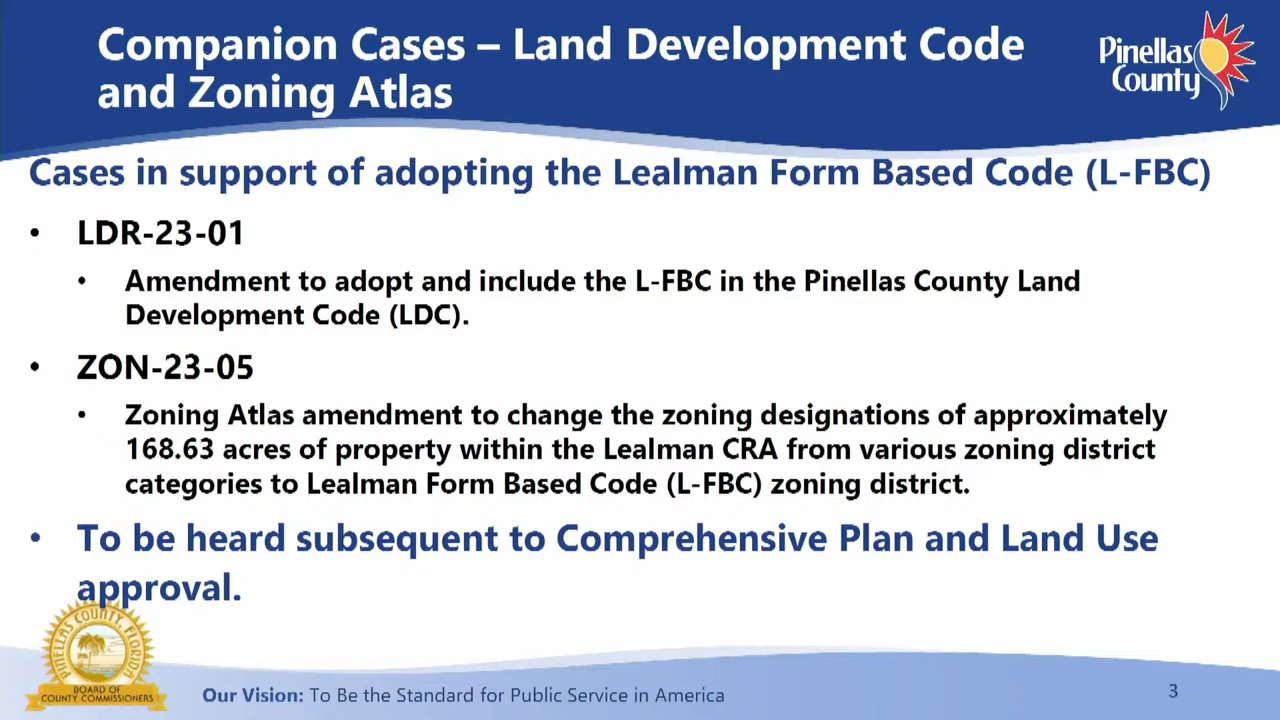 Companion Cases – Land Development Code
and Zoning Atlas
Pinellas
County
Cases in support of adopting the Lealman Form Based Code (L-FBC)
• LDR-23-01
• Amendment to adopt and include the L-FBC in the Pinellas County Land
Development Code (LDC).
• ZON-23-05
• Zoning Atlas amendment to change the zoning designations of approximately
168.63 acres of property within the Lealman CRA from various zoning district
categories to Lealman Form Based Code (L-FBC) zoning district.
• To be heard subsequent to Comprehensive Plan and Land Use
approval.
PINELLAS COUNTY, FLORIDA
BOARD OF
COUNTY COMMISSIONERS
Our Vision: To Be the Standard for Public Service in America
3